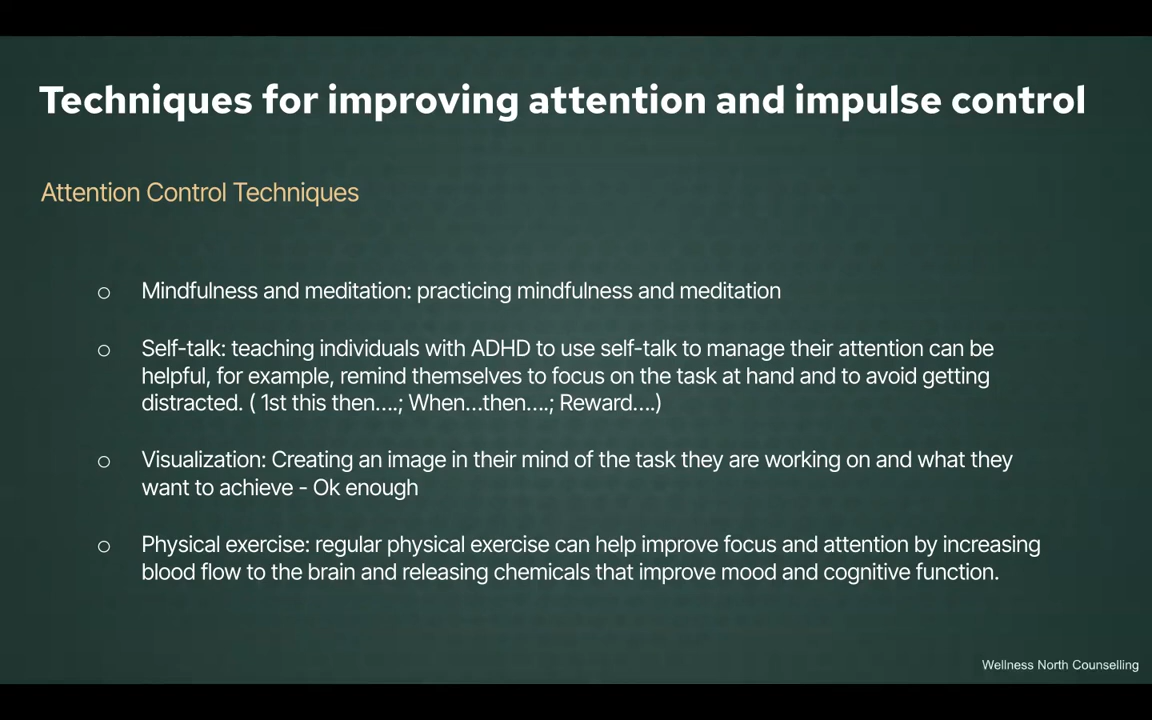 Techniques for improving attention and impulse control
Attention Control Techniques
o Mindfulness and meditation: practicing mindfulness and meditation
o Self-talk: teaching individuals with ADHD to use self-talk to manage their attention can be
helpful, for example, remind themselves to focus on the task at hand and to avoid getting
distracted. ( 1st this then....; When...then....; Reward....)
o Visualization: Creating an image in their mind of the task they are working on and what they
want to achieve - Ok enough
o Physical exercise: regular physical exercise can help improve focus and attention by increasing
blood flow to the brain and releasing chemicals that improve mood and cognitive function.
Wellness North Counselling